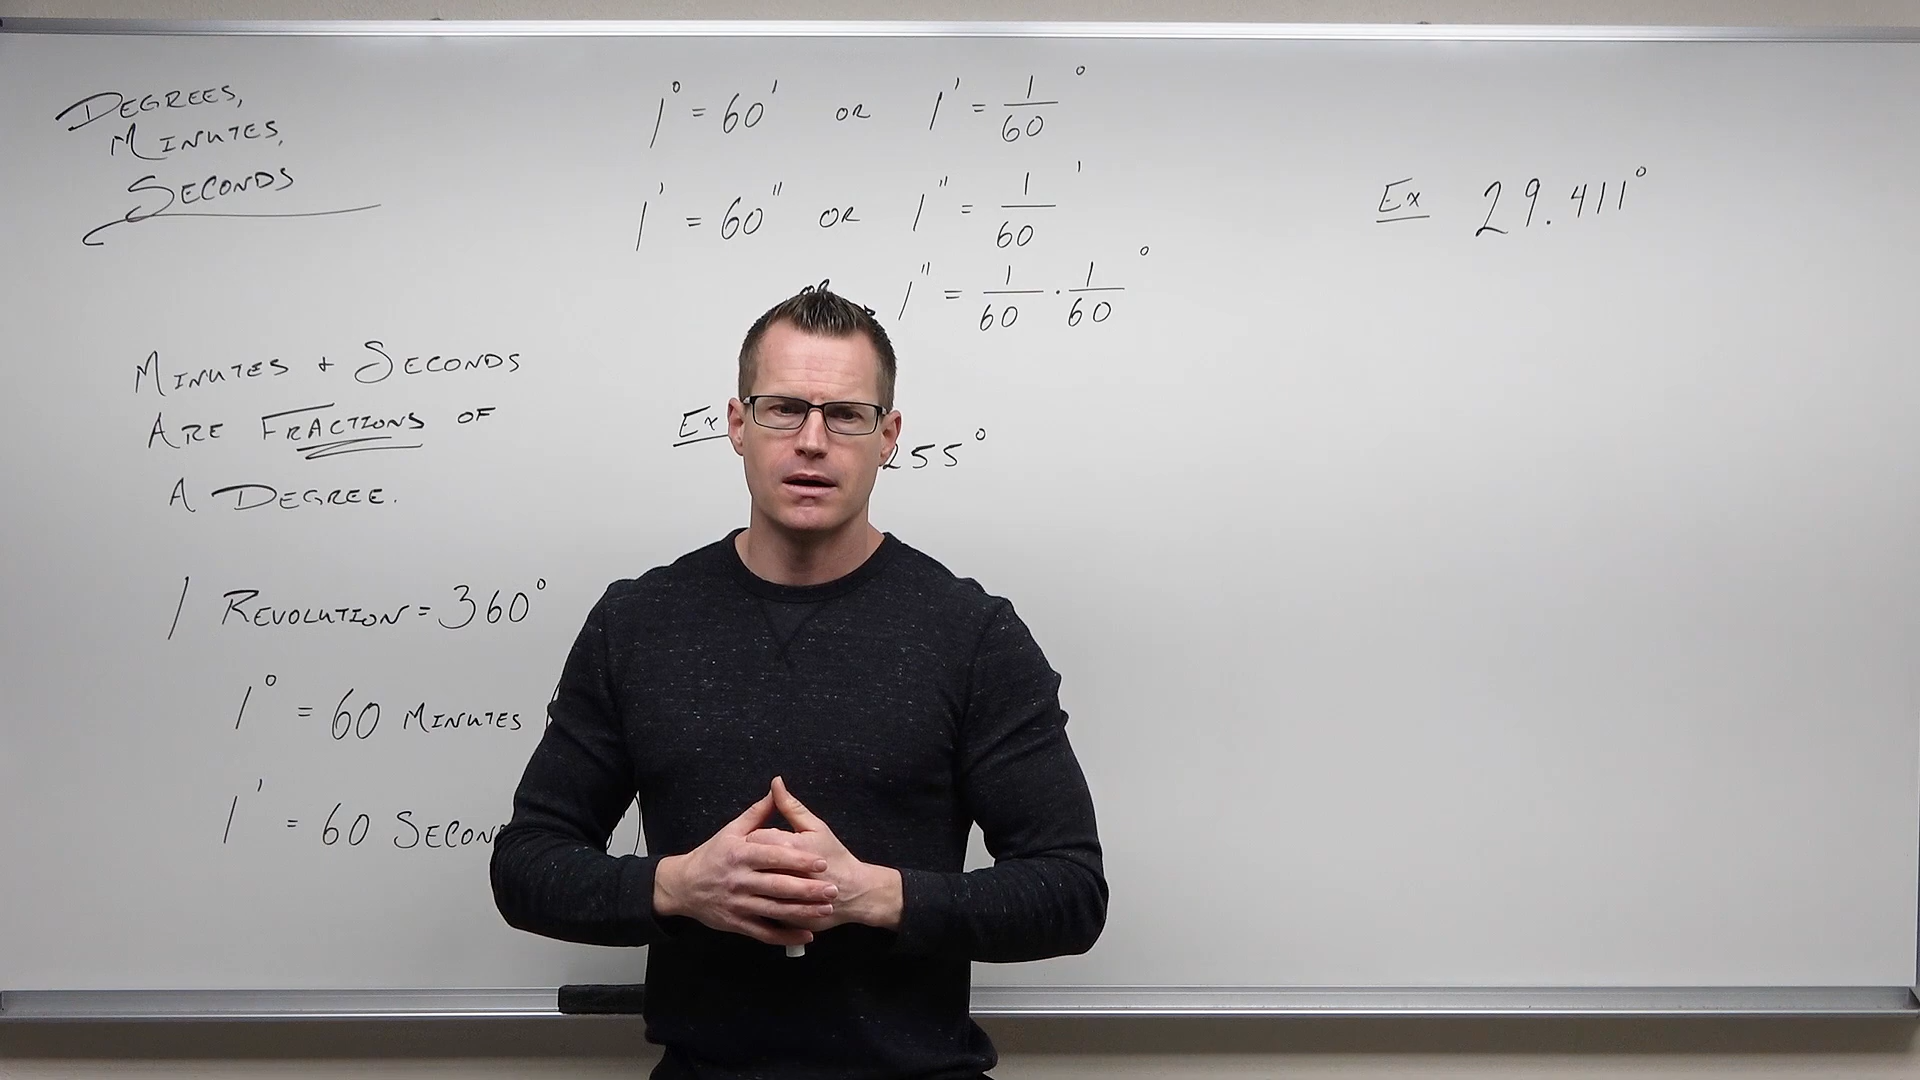 DEGREES,
MINUTES,
SECONDS
MINUTES + SECONDS
ARE FRACTIONS OF
A DEGREE.
1 REVOLUTION = 360°
1° = 60 MINUTES
1' = 60
1° = 60' OR 1' = 1/60 °
1' = 60" OR 1" = 1/60 '
OR 1" = 1/60 · 1/60 °
Ex 255°
Ex 29.411°